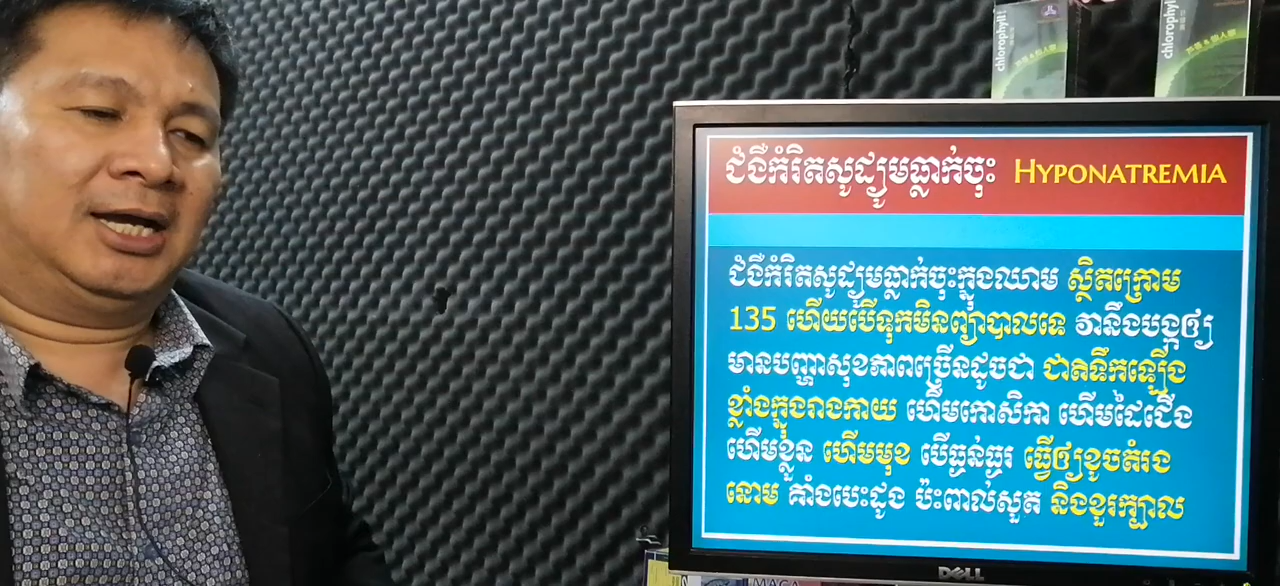 chlorophyll
chlorophyll
ជំងឺកំរិតសូដ្យូមធ្លាក់ចុះ HYPONATREMIA
ជំងឺកំរិតសូដ្យូមធ្លាក់ចុះក្នុងឈាម ស្ថិតក្រោម
135 ហើយបើទុកមិនព្យាបាលទេ វានឹងបង្កឲ្យ
មានបញ្ហាសុខភាពច្រើនដូចជា ជាតិទឹកឡើង
ខ្លាំងក្នុងរាងកាយ ហើមកោសិកា ហើមដៃជើង
ហើមខ្លួន ហើមមុខ បើធ្ងន់ធ្ងរ ធ្វើឲ្យខូចតំរង
នោម គាំងបេះដូង ប៉ះពាល់សួត និងខួរក្បាល
DELL
MACA